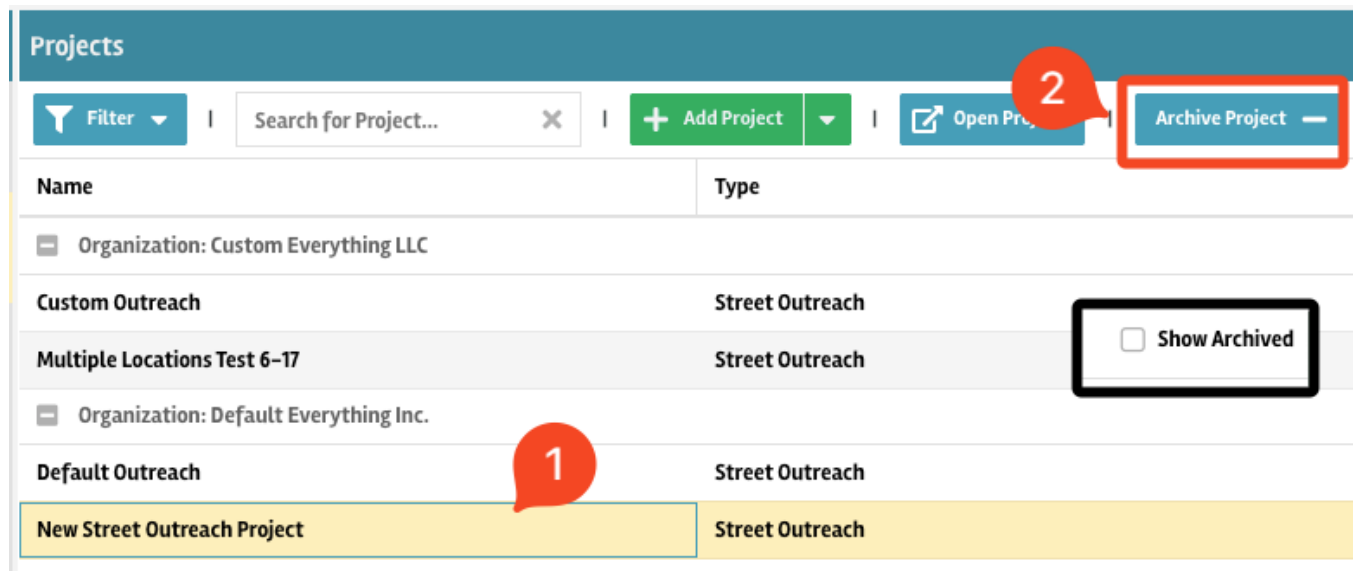 Projects
Filter | Search for Project... | Add Project | Open | Archive Project
2
Name Type
Organization: Custom Everything LLC
Custom Outreach Street Outreach
Show Archived
Multiple Locations Test 6-17 Street Outreach
Organization: Default Everything Inc.
1
Default Outreach Street Outreach
New Street Outreach Project Street Outreach